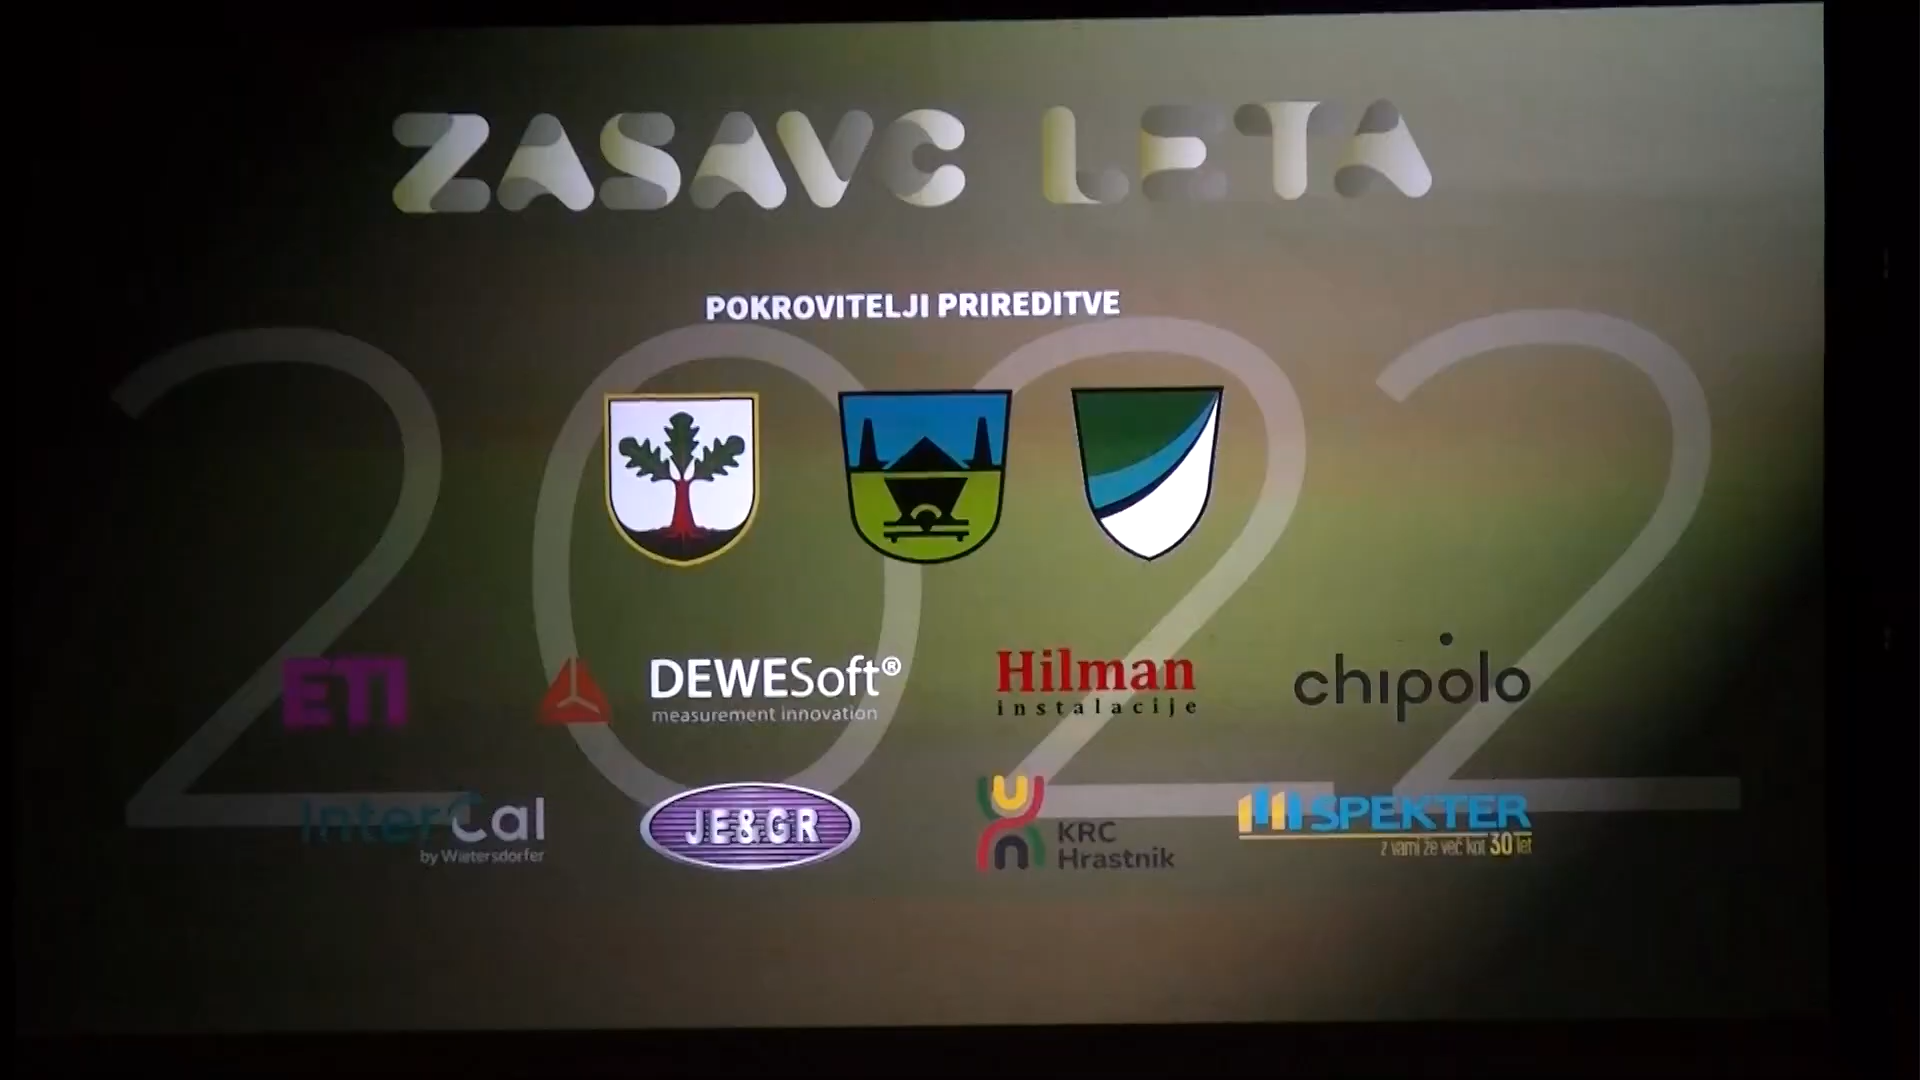 ZASAVC LETA
2022
POKROVITELJI PRIREDITVE
ETI
DEWESoft®
measurement innovation
Hilman
instalacije
chipolo
InterCal
by Wietersdorfer
JE&GR
KRC
Hrastnik
SPEKTER
z vami že več kot 30 let